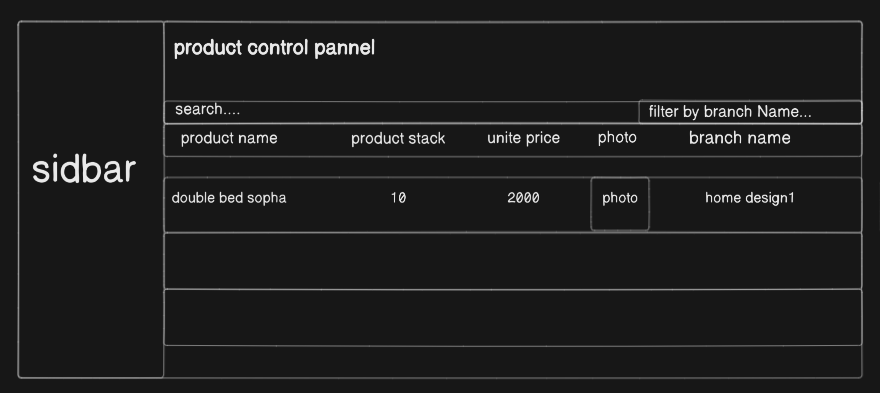 product control pannel
search....
filter by branch Name...
product name product stack unite price photo branch name
sidbar
double bed sopha 10 2000 photo home design1